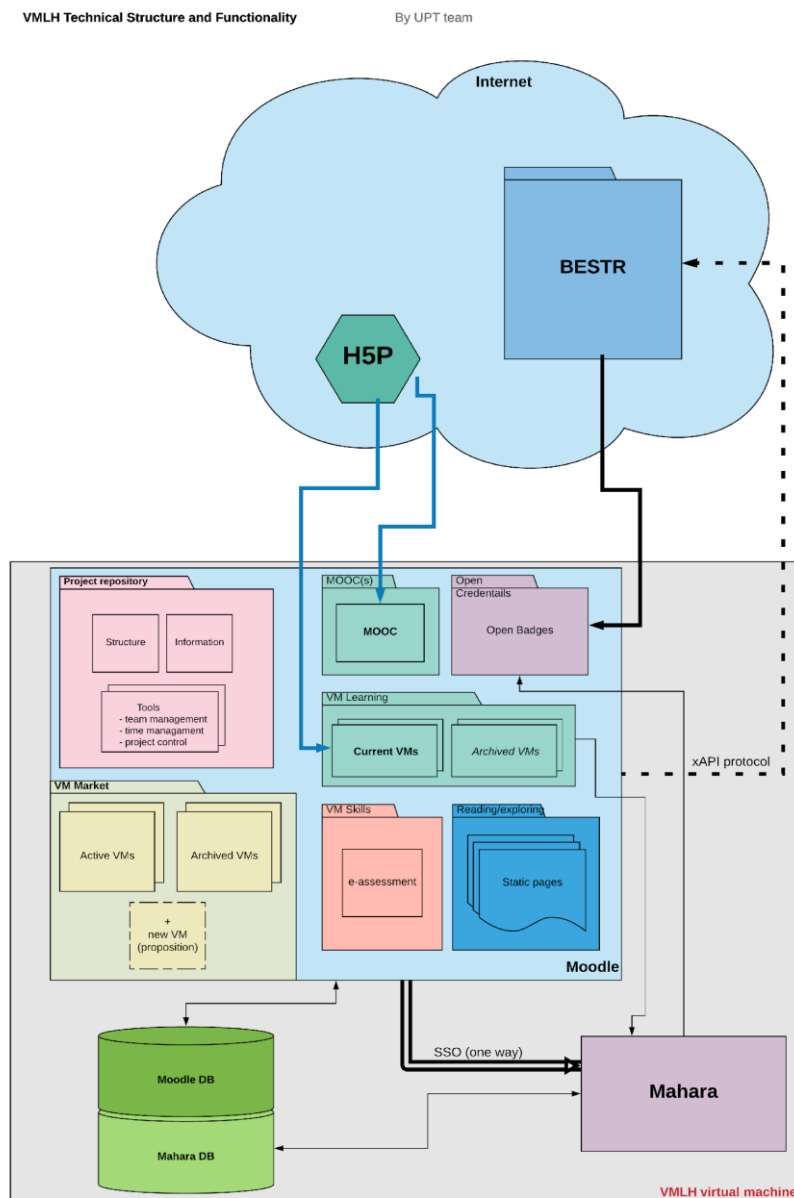 VMLH Technical Structure and Functionality
By UPT team
Internet
BESTR
H5P
Project repository
Structure
Information
Tools
- team management
- time managament
- project control
MOOC(s)
MOOC
Open
Credentails
Open Badges
VM Learning
Current VMs
Archived VMs
xAPI protocol
VM Market
Active VMs
Archived VMs
+
new VM
(proposition)
VM Skills
e-assessment
Reading/exploring
Static pages
Moodle
SSO (one way)
Moodle DB
Mahara DB
Mahara
VMLH virtual machine